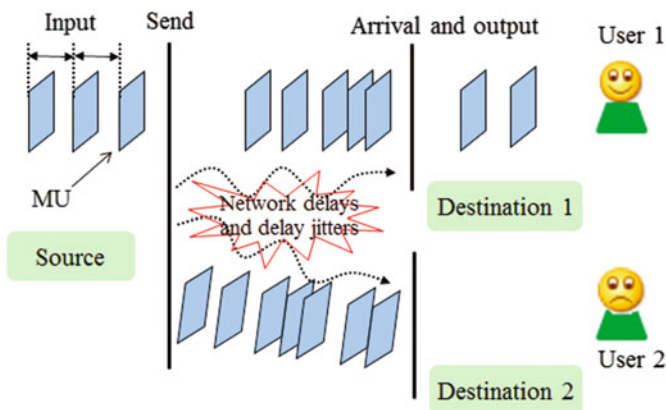 Input
Send
Arrival and output
User 1
MU
Network delays
and delay jitters
Destination 1
Source
User 2
Destination 2